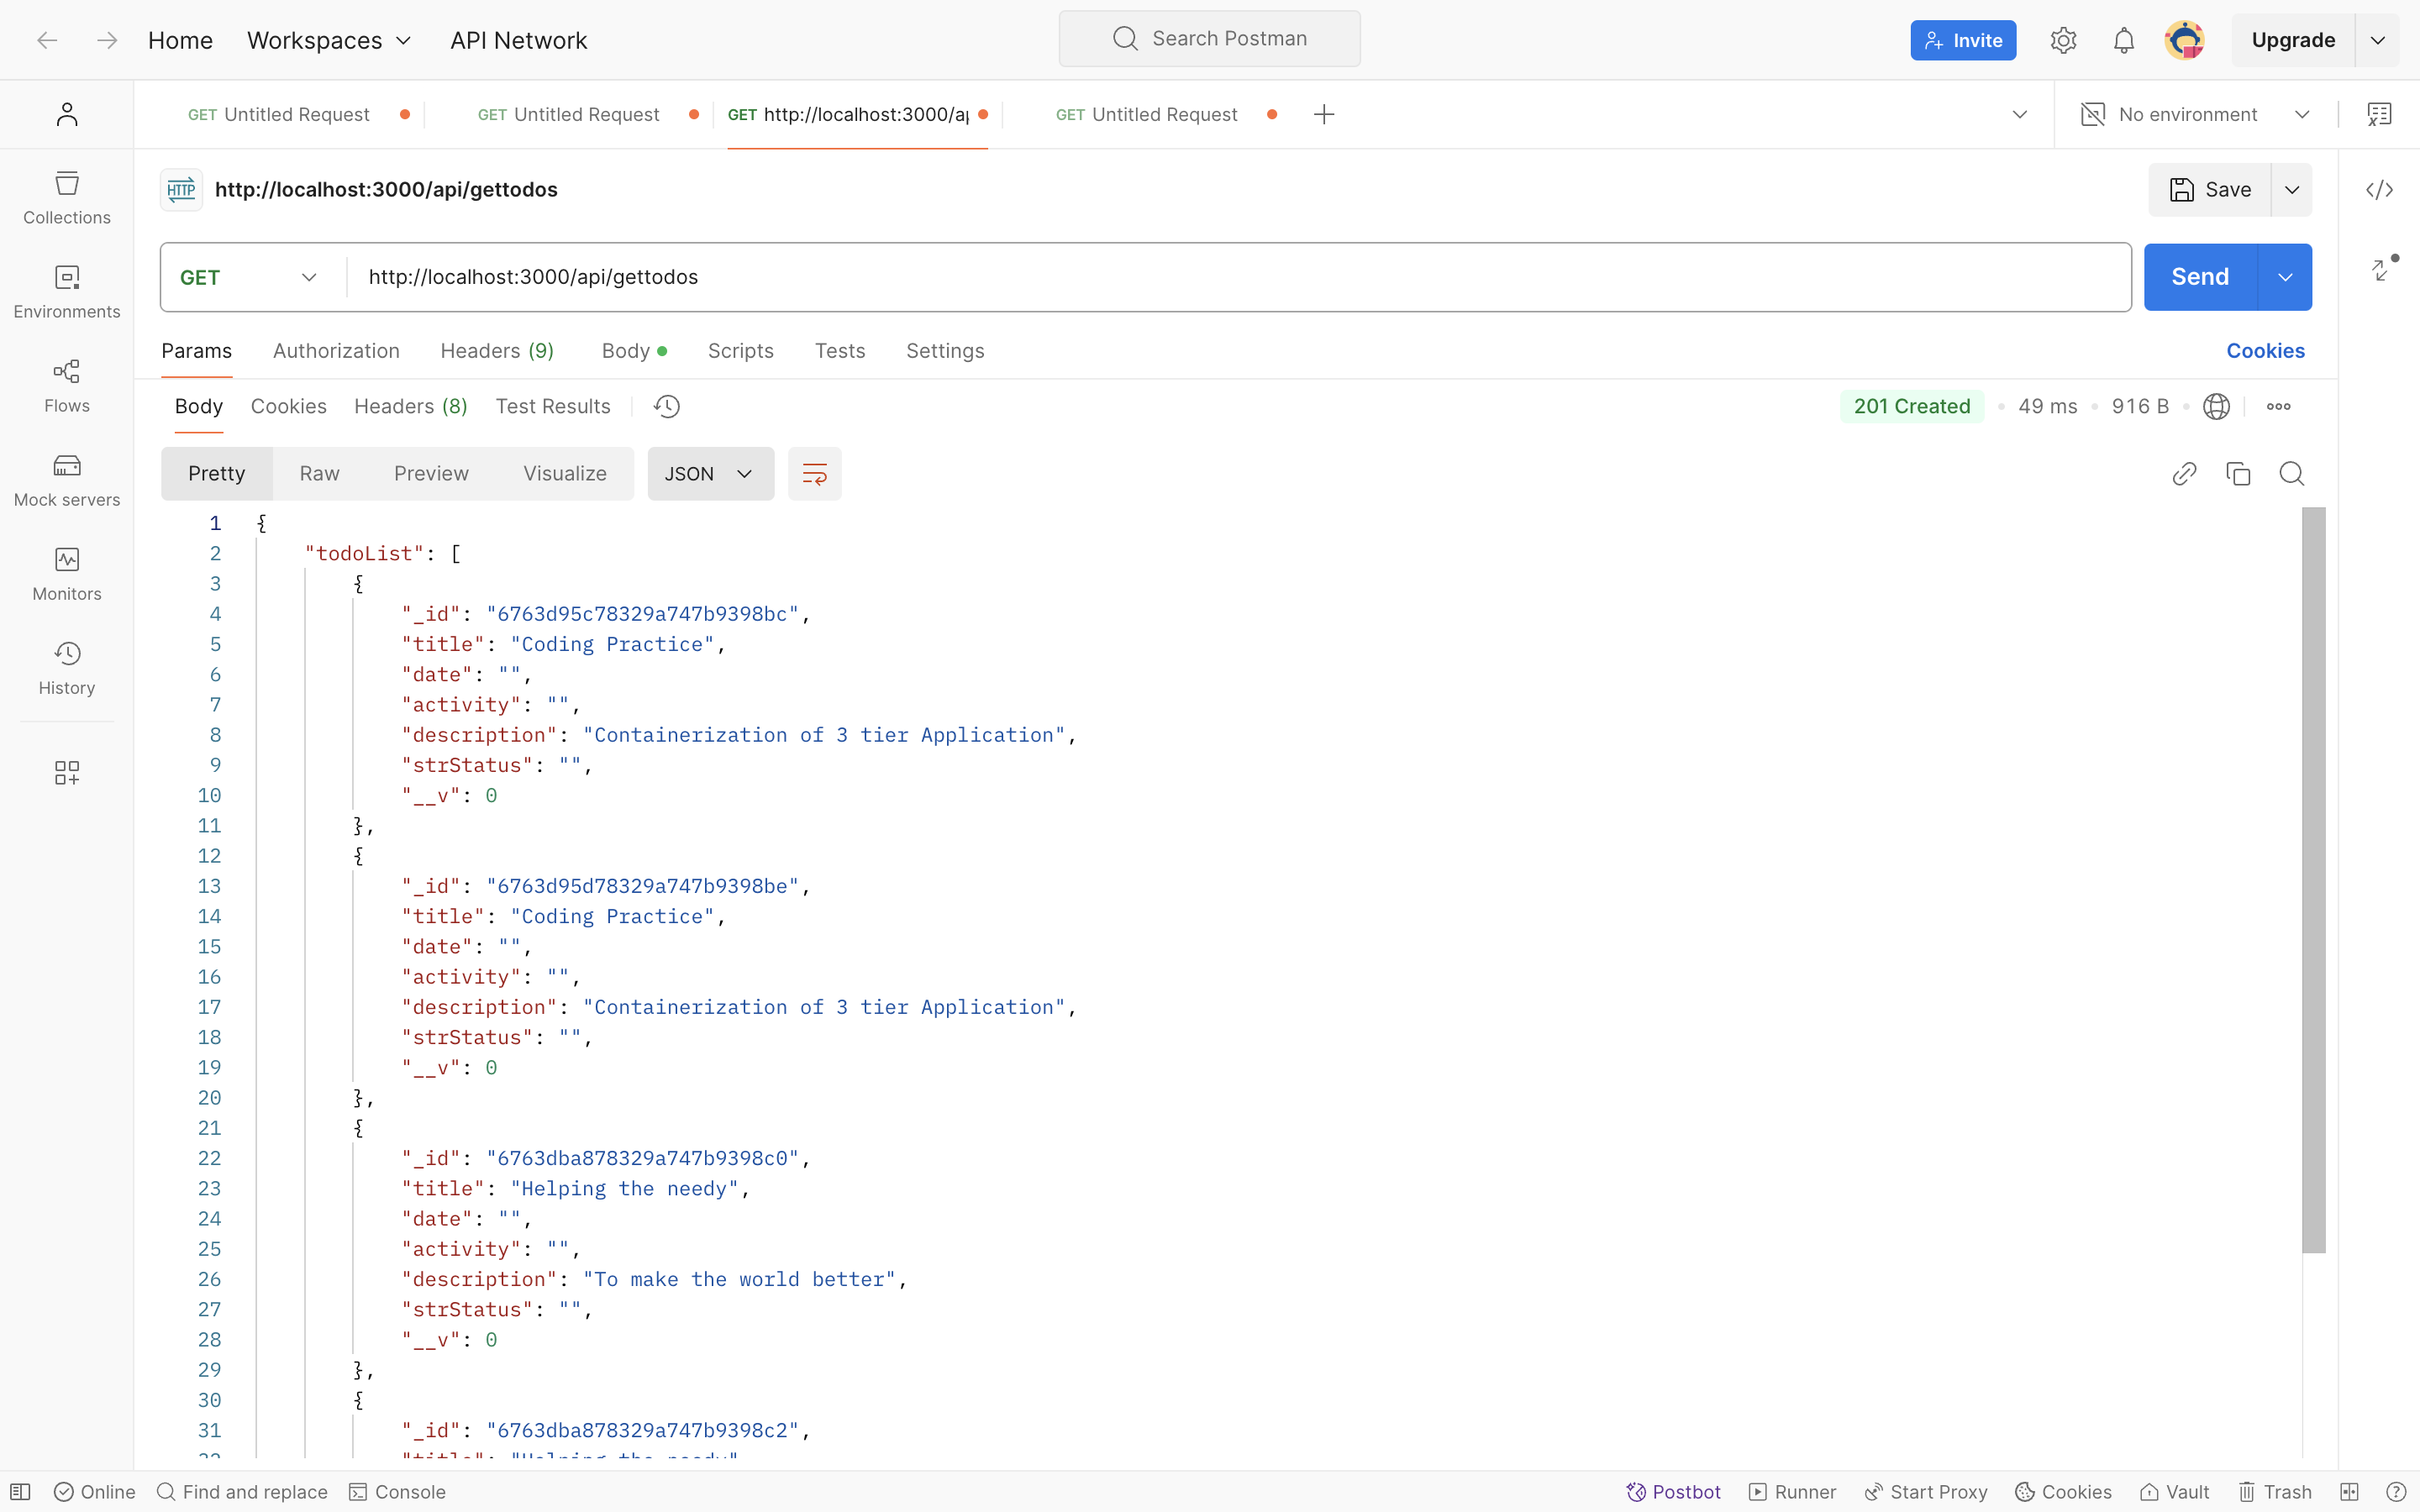 Home Workspaces API Network Search Postman Invite Upgrade
GET Untitled Request GET Untitled Request GET http://localhost:3000/a GET Untitled Request No environment
http://localhost:3000/api/gettodos Save
GET http://localhost:3000/api/gettodos Send
Params Authorization Headers (9) Body Scripts Tests Settings Cookies
Body Cookies Headers (8) Test Results 201 Created 49 ms 916 B
Pretty Raw Preview Visualize JSON
Collections
Environments
Flows
Mock servers
Monitors
History
1 {
2 "todoList": [
3 {
4 "_id": "6763d95c78329a747b9398bc",
5 "title": "Coding Practice",
6 "date": "",
7 "activity": "",
8 "description": "Containerization of 3 tier Application",
9 "strStatus": "",
10 "__v": 0
11 },
12 {
13 "_id": "6763d95d78329a747b9398be",
14 "title": "Coding Practice",
15 "date": "",
16 "activity": "",
17 "description": "Containerization of 3 tier Application",
18 "strStatus": "",
19 "__v": 0
20 },
21 {
22 "_id": "6763dba878329a747b9398c0",
23 "title": "Helping the needy",
24 "date": "",
25 "activity": "",
26 "description": "To make the world better",
27 "strStatus": "",
28 "__v": 0
29 },
30 {
31 "_id": "6763dba878329a747b9398c2",
Online Find and replace Console Postbot Runner Start Proxy Cookies Vault Trash